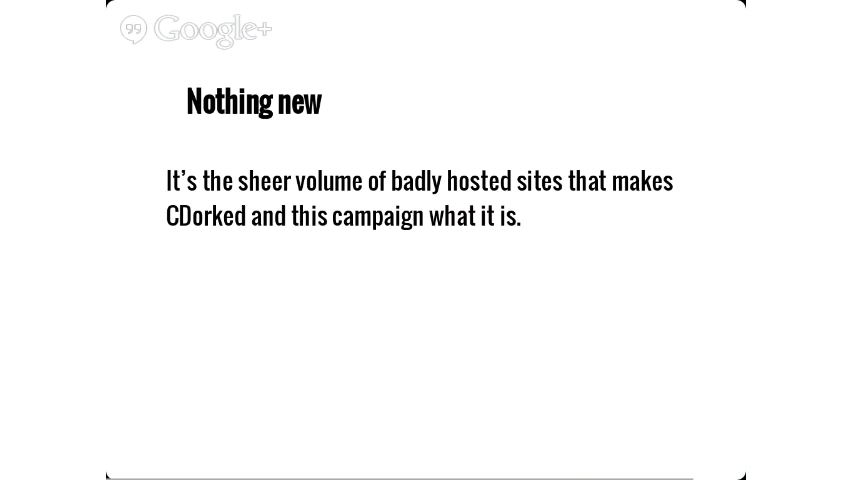 Google+
Nothing new
It's the sheer volume of badly hosted sites that makes
CDorked and this campaign what it is.